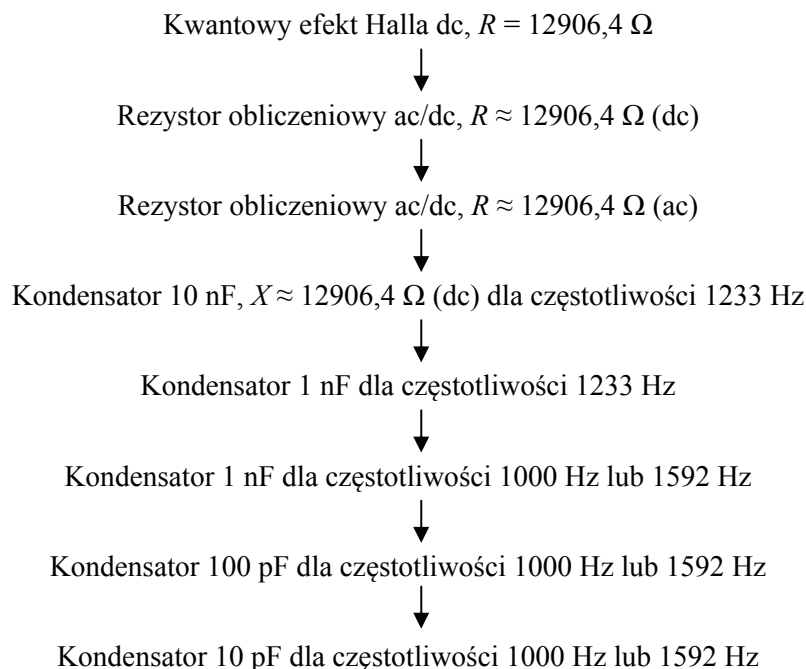 Kwantowy efekt Halla dc, R = 12906,4 Ω
Rezystor obliczeniowy ac/dc, R ≈ 12906,4 Ω (dc)
Rezystor obliczeniowy ac/dc, R ≈ 12906,4 Ω (ac)
Kondensator 10 nF, X ≈ 12906,4 Ω (dc) dla częstotliwości 1233 Hz
Kondensator 1 nF dla częstotliwości 1233 Hz
Kondensator 1 nF dla częstotliwości 1000 Hz lub 1592 Hz
Kondensator 100 pF dla częstotliwości 1000 Hz lub 1592 Hz
Kondensator 10 pF dla częstotliwości 1000 Hz lub 1592 Hz